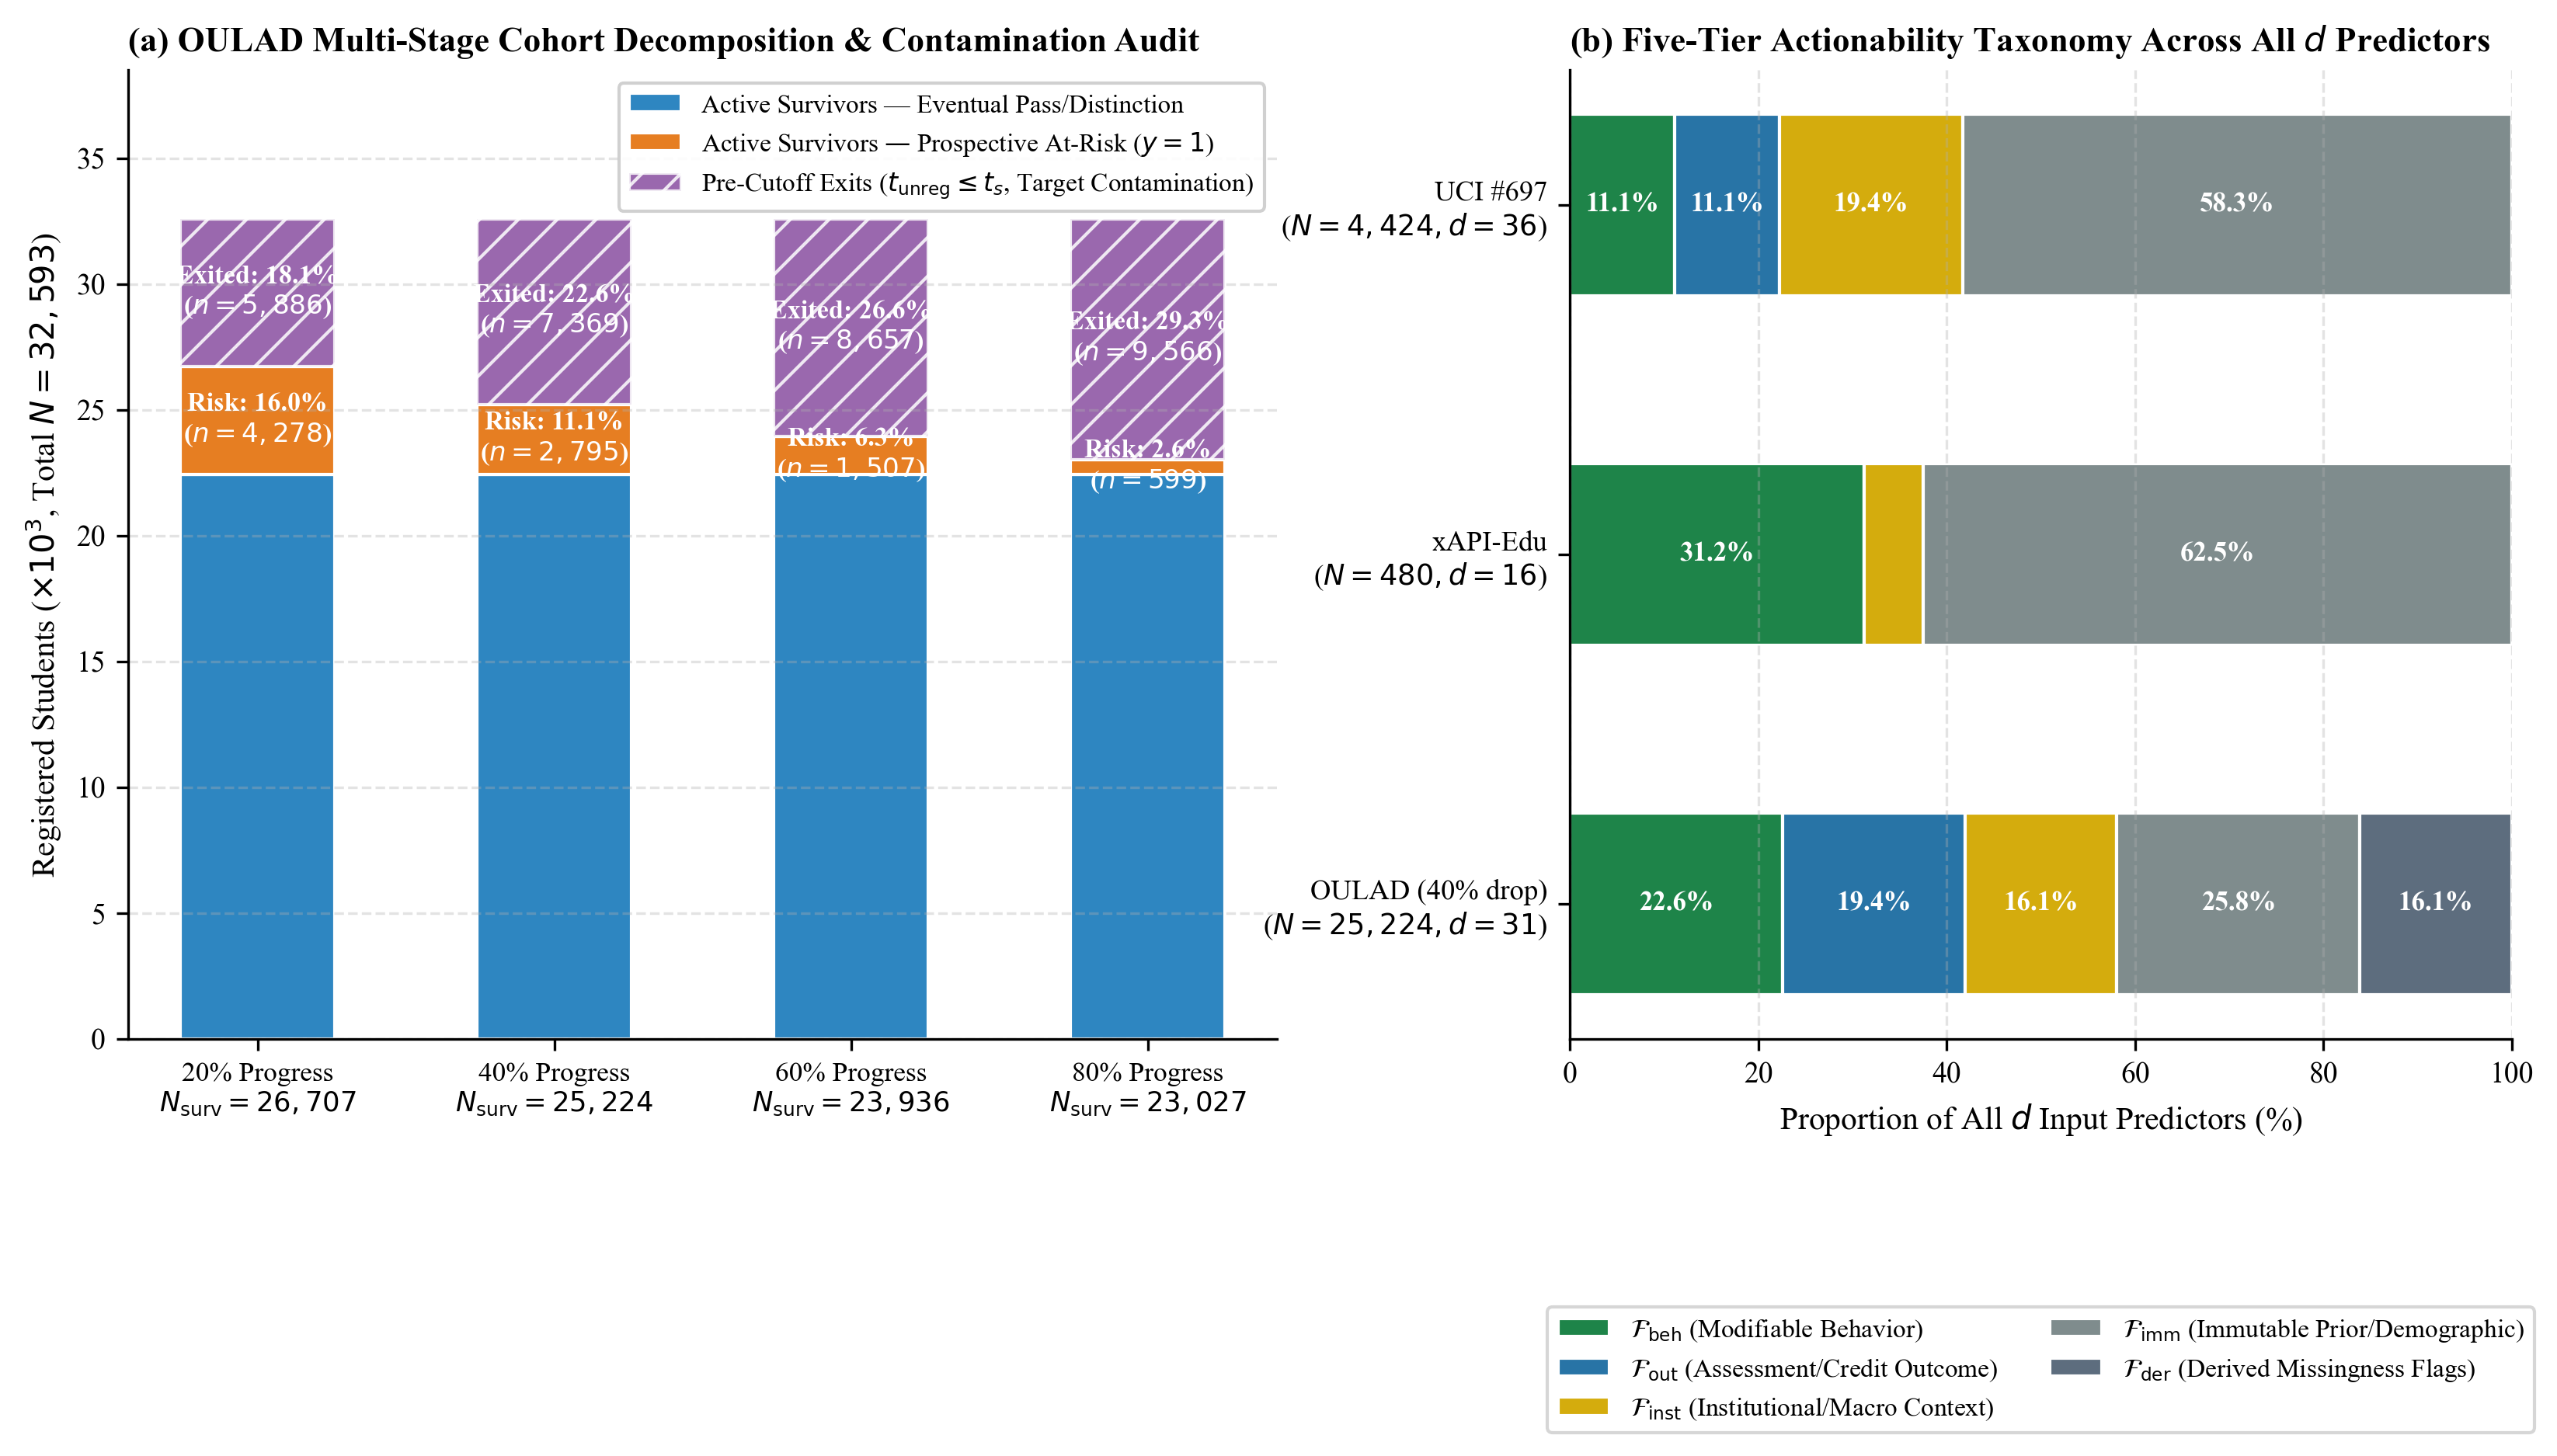 (a) OULAD Multi-Stage Cohort Decomposition & Contamination Audit
Active Survivors — Eventual Pass/Distinction
Active Survivors — Prospective At-Risk (y = 1)
Pre-Cutoff Exits (t_unreg ≤ t_s, Target Contamination)
Registered Students (×10³, Total N = 32, 593)
35
30
25
20
15
10
5
0
Exited: 18.1%
(n = 5, 886)
Risk: 16.0%
(n = 4, 278)
Exited: 22.6%
(n = 7, 369)
Risk: 11.1%
(n = 2, 795)
Exited: 26.6%
(n = 8, 657)
Risk: 6.3%
(n = 1, 507)
Exited: 29.3%
(n = 9, 566)
Risk: 2.6%
(n = 599)
20% Progress
N_surv = 26, 707
40% Progress
N_surv = 25, 224
60% Progress
N_surv = 23, 936
80% Progress
N_surv = 23, 027
(b) Five-Tier Actionability Taxonomy Across All d Predictors
UCI #697
(N = 4, 424, d = 36)
11.1%
11.1%
19.4%
58.3%
xAPI-Edu
(N = 480, d = 16)
31.2%
62.5%
OULAD (40% drop)
(N = 25, 224, d = 31)
22.6%
19.4%
16.1%
25.8%
16.1%
0
20
40
60
80
100
Proportion of All d Input Predictors (%)
F_beh (Modifiable Behavior)
F_out (Assessment/Credit Outcome)
F_inst (Institutional/Macro Context)
F_imm (Immutable Prior/Demographic)
F_der (Derived Missingness Flags)